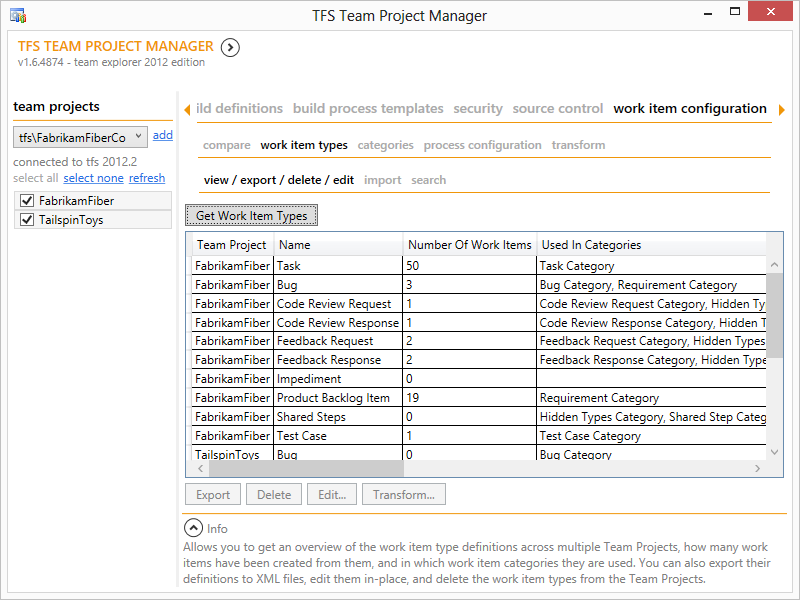 TFS Team Project Manager
TFS TEAM PROJECT MANAGER
v1.6.4874 - team explorer 2012 edition
team projects
tfs\FabrikamFiberCo add
connected to tfs 2012.2
select all select none refresh
FabrikamFiber
TailspinToys
ild definitions build process templates security source control work item configuration
compare work item types categories process configuration transform
view / export / delete / edit import search
Get Work Item Types
Team Project Name Number Of Work Items Used In Categories
FabrikamFiber Task 50 Task Category
FabrikamFiber Bug 3 Bug Category, Requirement Category
FabrikamFiber Code Review Request 1 Code Review Request Category, Hidden Ty
FabrikamFiber Code Review Response 1 Code Review Response Category, Hidden T
FabrikamFiber Feedback Request 2 Feedback Request Category, Hidden Types
FabrikamFiber Feedback Response 2 Feedback Response Category, Hidden Type
FabrikamFiber Impediment 0
FabrikamFiber Product Backlog Item 19 Requirement Category
FabrikamFiber Shared Steps 0 Hidden Types Category, Shared Step Categ
FabrikamFiber Test Case 1 Test Case Category
TailspinToys Bug 0 Bug Category
Export Delete Edit... Transform...
Info
Allows you to get an overview of the work item type definitions across multiple Team Projects, how many work
items have been created from them, and in which work item categories they are used. You can also export their
definitions to XML files, edit them in-place, and delete the work item types from the Team Projects.